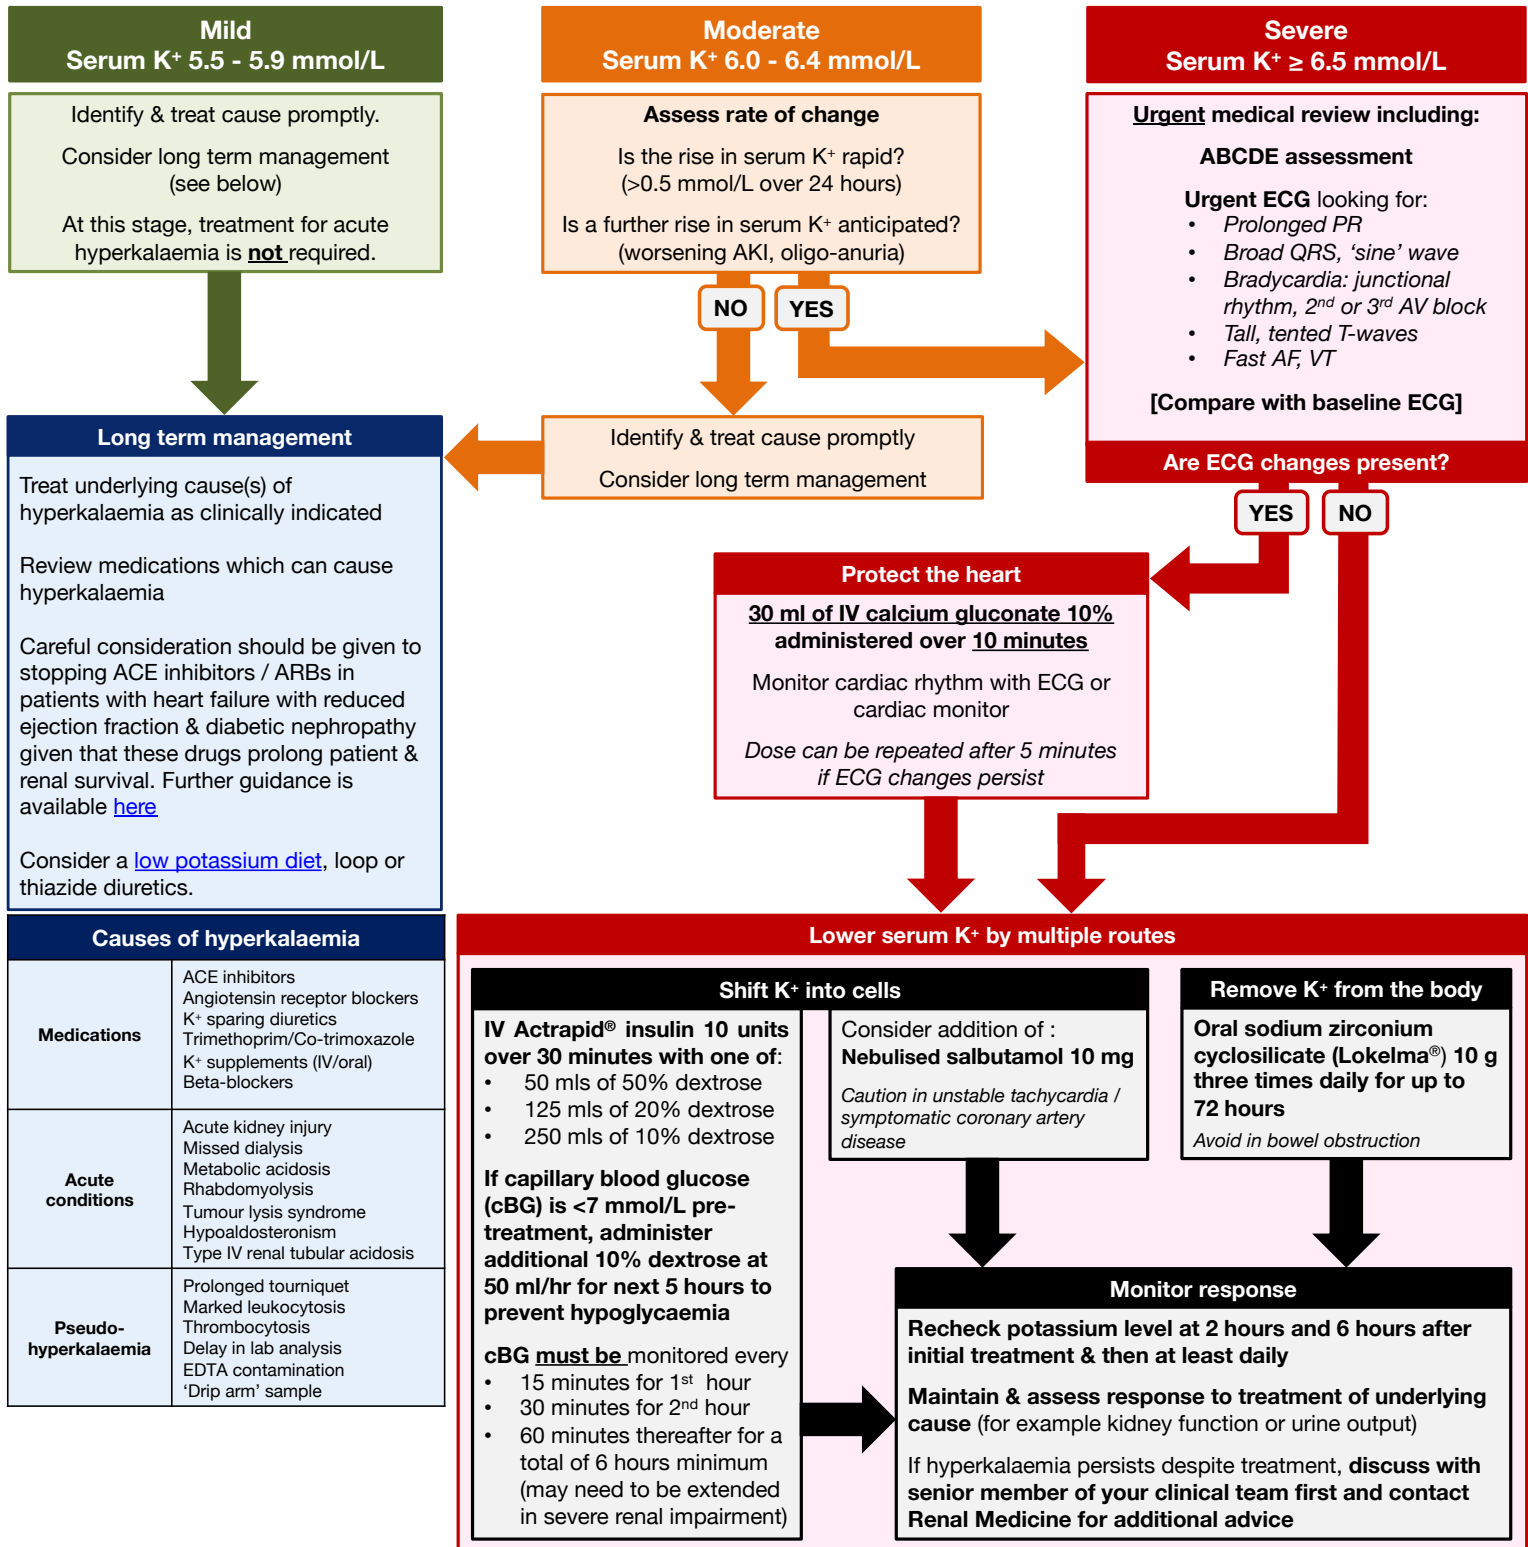 Mild
Serum K⁺ 5.5 - 5.9 mmol/L
Identify & treat cause promptly.
Consider long term management
(see below)
At this stage, treatment for acute
hyperkalaemia is not required.
Moderate
Serum K⁺ 6.0 - 6.4 mmol/L
Assess rate of change
Is the rise in serum K⁺ rapid?
(>0.5 mmol/L over 24 hours)
Is a further rise in serum K⁺ anticipated?
(worsening AKI, oligo-anuria)
NO
YES
Identify & treat cause promptly
Consider long term management
Severe
Serum K⁺ ≥ 6.5 mmol/L
Urgent medical review including:
ABCDE assessment
Urgent ECG looking for:
• Prolonged PR
• Broad QRS, ‘sine’ wave
• Bradycardia: junctional
rhythm, 2ⁿᵈ or 3ʳᵈ AV block
• Tall, tented T-waves
• Fast AF, VT
[Compare with baseline ECG]
Are ECG changes present?
YES
NO
Long term management
Treat underlying cause(s) of
hyperkalaemia as clinically indicated
Review medications which can cause
hyperkalaemia
Careful consideration should be given to
stopping ACE inhibitors / ARBs in
patients with heart failure with reduced
ejection fraction & diabetic nephropathy
given that these drugs prolong patient &
renal survival. Further guidance is
available here
Consider a low potassium diet, loop or
thiazide diuretics.
Protect the heart
30 ml of IV calcium gluconate 10%
administered over 10 minutes
Monitor cardiac rhythm with ECG or
cardiac monitor
Dose can be repeated after 5 minutes
if ECG changes persist
Causes of hyperkalaemia
Medications
ACE inhibitors
Angiotensin receptor blockers
K⁺ sparing diuretics
Trimethoprim/Co-trimoxazole
K⁺ supplements (IV/oral)
Beta-blockers
Acute
conditions
Acute kidney injury
Missed dialysis
Metabolic acidosis
Rhabdomyolysis
Tumour lysis syndrome
Hypoaldosteronism
Type IV renal tubular acidosis
Pseudo-
hyperkalaemia
Prolonged tourniquet
Marked leukocytosis
Thrombocytosis
Delay in lab analysis
EDTA contamination
‘Drip arm’ sample
Lower serum K⁺ by multiple routes
Shift K⁺ into cells
IV Actrapid® insulin 10 units
over 30 minutes with one of:
• 50 mls of 50% dextrose
• 125 mls of 20% dextrose
• 250 mls of 10% dextrose
If capillary blood glucose
(cBG) is <7 mmol/L pre-
treatment, administer
additional 10% dextrose at
50 ml/hr for next 5 hours to
prevent hypoglycaemia
cBG must be monitored every
• 15 minutes for 1ˢᵗ hour
• 30 minutes for 2ⁿᵈ hour
• 60 minutes thereafter for a
total of 6 hours minimum
(may need to be extended
in severe renal impairment)
Consider addition of :
Nebulised salbutamol 10 mg
Caution in unstable tachycardia /
symptomatic coronary artery
disease
Remove K⁺ from the body
Oral sodium zirconium
cyclosilicate (Lokelma®) 10 g
three times daily for up to
72 hours
Avoid in bowel obstruction
Monitor response
Recheck potassium level at 2 hours and 6 hours after
initial treatment & then at least daily
Maintain & assess response to treatment of underlying
cause (for example kidney function or urine output)
If hyperkalaemia persists despite treatment, discuss with
senior member of your clinical team first and contact
Renal Medicine for additional advice